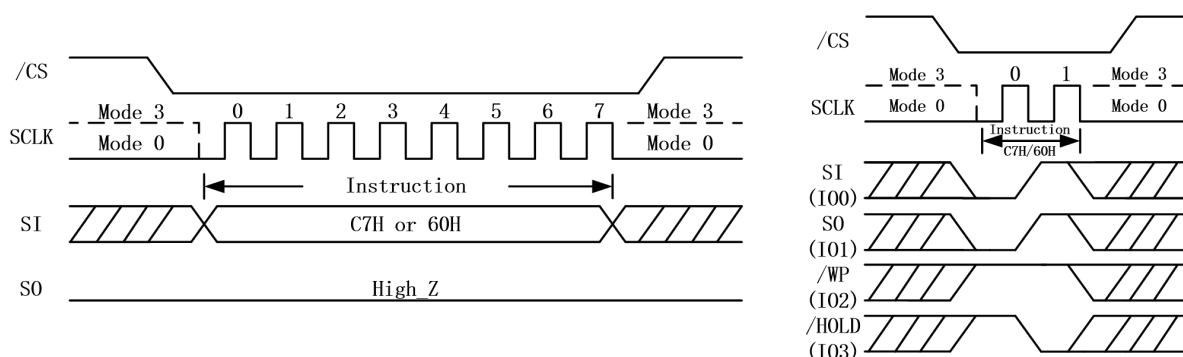 /CS
0 1 2 3 4 5 6 7
Mode 3 Mode 3
SCLK
Mode 0 Mode 0
Instruction
SI
C7H or 60H
SO
High_Z
/CS
Mode 3 0 1 Mode 3
SCLK
Mode 0 Mode 0
Instruction
C7H/60H
SI
(IO0)
SO
(IO1)
/WP
(IO2)
/HOLD
(IO3)